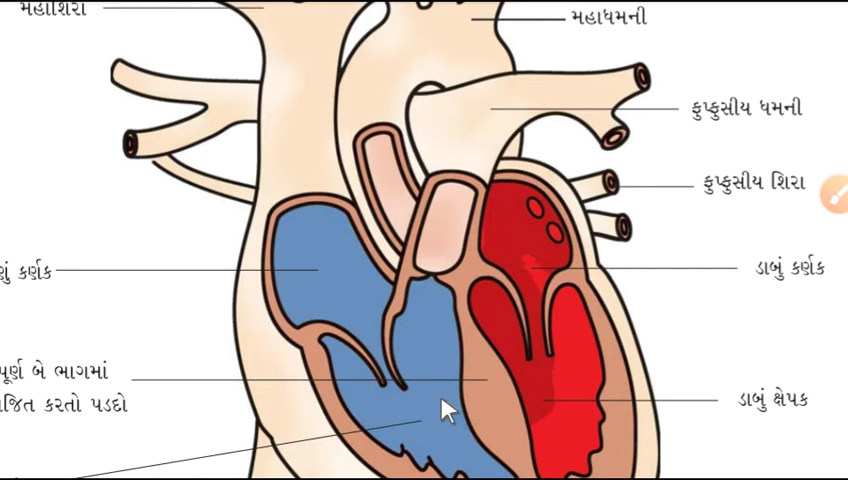 મહાશિરા
મહાધમની
ફુપ્ફુસીય ધમની
ફુપ્ફુસીય શિરા
કર્ણક
ડાબું કર્ણક
બે ભાગમાં
કરતો પડદો
ડાબું ક્ષેપક